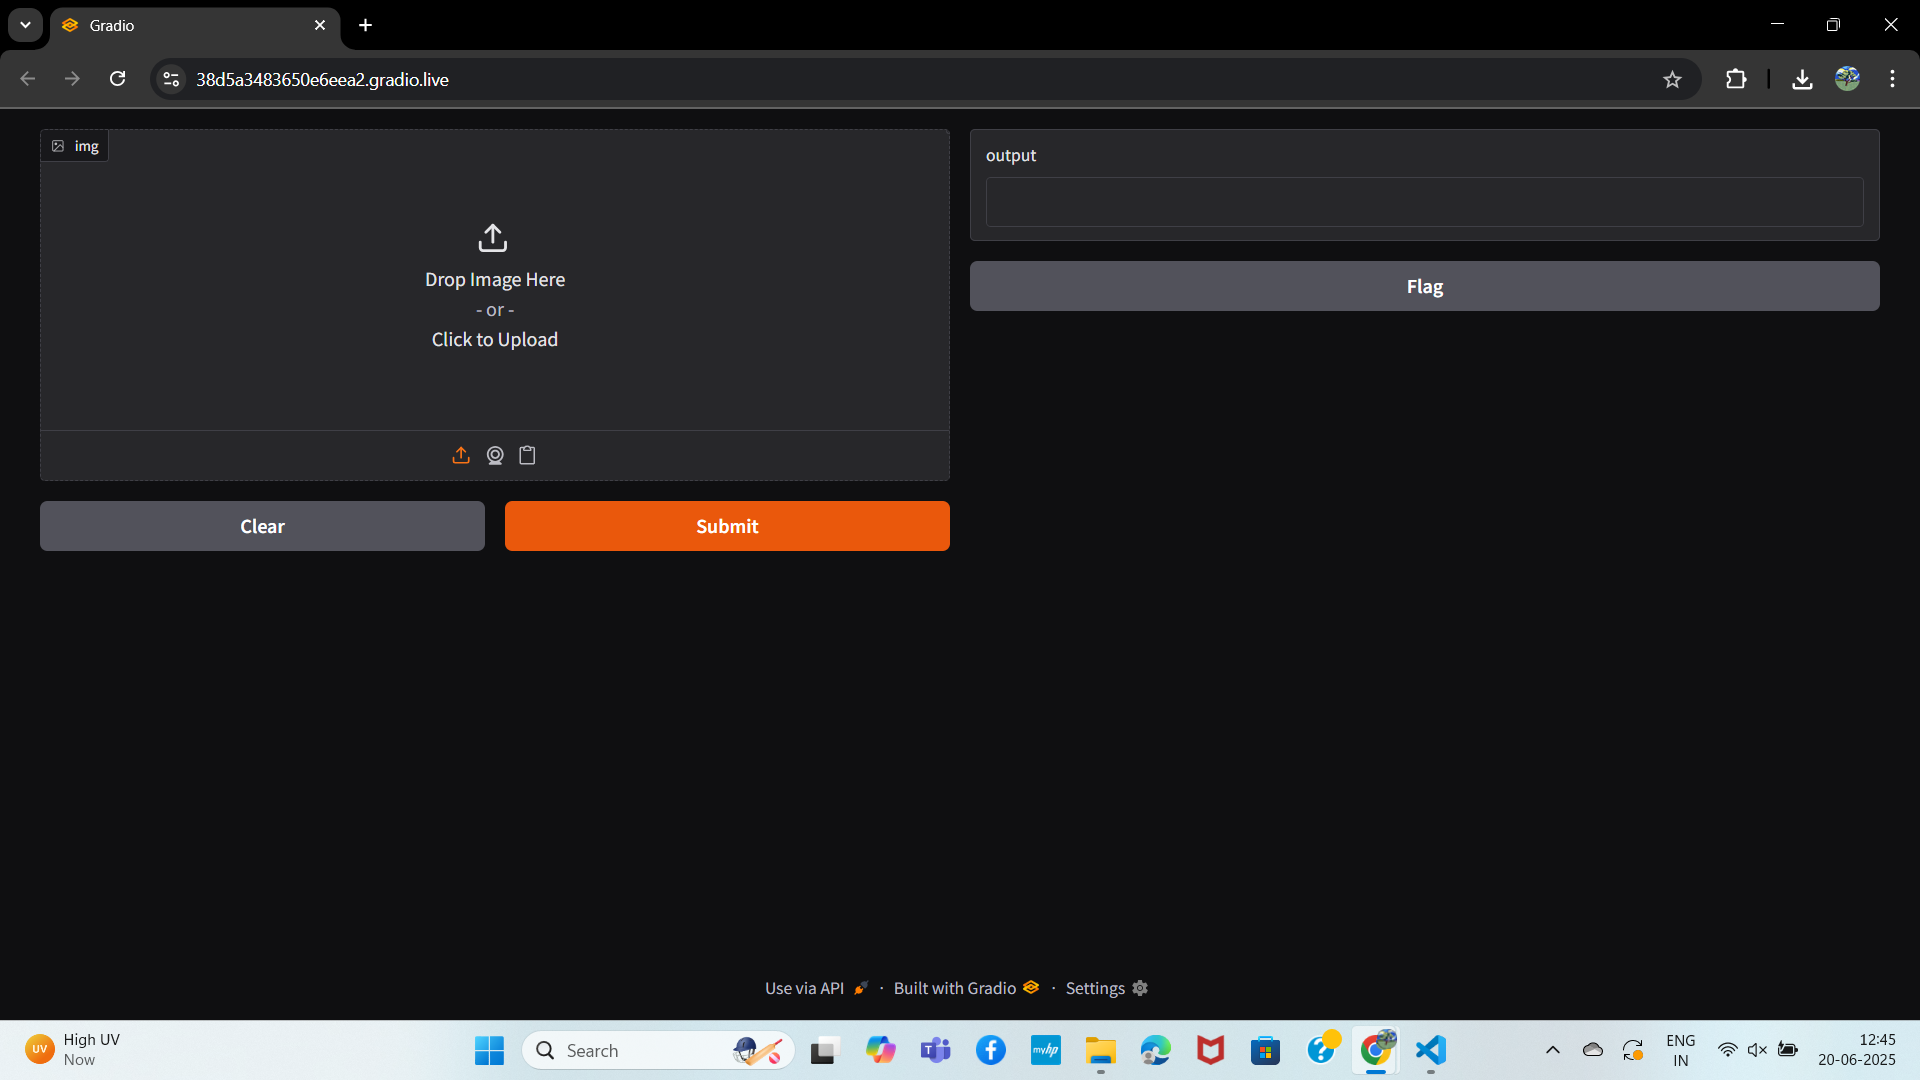 Gradio
38d5a3483650e6eea2.gradio.live
img
Drop Image Here
- or -
Click to Upload
Clear
Submit
output
Flag
Use via API · Built with Gradio · Settings
UV
High UV
Now
Search
T
myhp
ENG
IN
12:45
20-06-2025